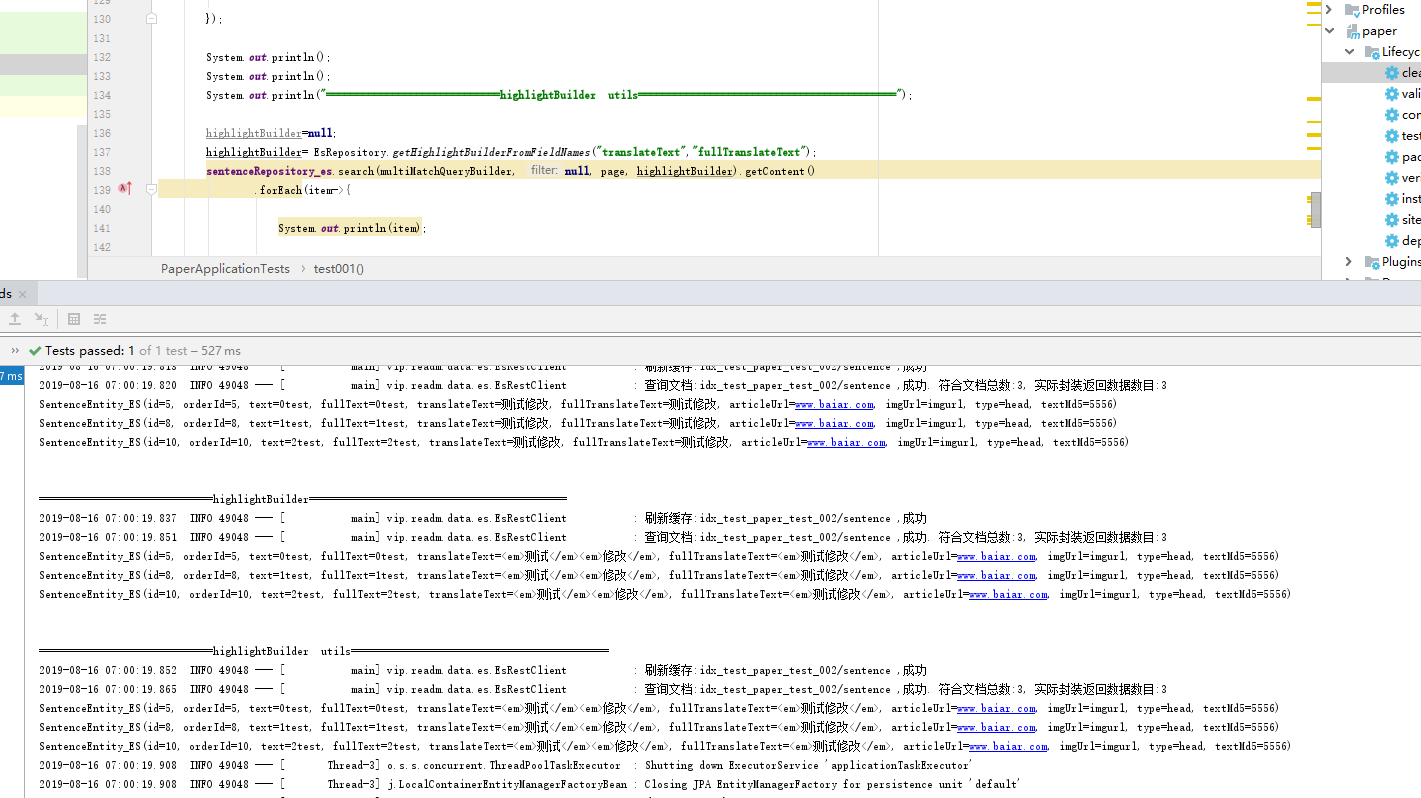 129
130 });
131
132 System.out.println();
133 System.out.println();
134 System.out.println("═════════════════════════════highlightBuilder utils═══════════════════════════════════════════");
135
136 highlightBuilder=null;
137 highlightBuilder= EsRepository.getHighlightBuilderFromFieldNames("translateText","fullTranslateText");
138 sentenceRepository_es.search(multiMatchQueryBuilder, filter: null, page, highlightBuilder).getContent()
139 .forEach(item->{
140
141 System.out.println(item);
142
PaperApplicationTests › test001()
Profiles
paper
Lifecyc
clea
vali
con
test
pac
veri
inst
site
dep
Plugins
ds ×
» Tests passed: 1 of 1 test – 527 ms
7 ms
2019-08-16 07:00:19.818 INFO 49048 --- [ main] vip.readm.data.es.EsRestClient : 刷新缓存:idx_test_paper_test_002/sentence ,成功
2019-08-16 07:00:19.820 INFO 49048 --- [ main] vip.readm.data.es.EsRestClient : 查询文档:idx_test_paper_test_002/sentence ,成功. 符合文档总数:3, 实际封装返回数据数目:3
SentenceEntity_ES(id=5, orderId=5, text=0test, fullText=0test, translateText=测试修改, fullTranslateText=测试修改, articleUrl=www.baiar.com, imgUrl=imgurl, type=head, textMd5=5556)
SentenceEntity_ES(id=8, orderId=8, text=1test, fullText=1test, translateText=测试修改, fullTranslateText=测试修改, articleUrl=www.baiar.com, imgUrl=imgurl, type=head, textMd5=5556)
SentenceEntity_ES(id=10, orderId=10, text=2test, fullText=2test, translateText=测试修改, fullTranslateText=测试修改, articleUrl=www.baiar.com, imgUrl=imgurl, type=head, textMd5=5556)
═════════════════════════════highlightBuilder═══════════════════════════════════════════
2019-08-16 07:00:19.837 INFO 49048 --- [ main] vip.readm.data.es.EsRestClient : 刷新缓存:idx_test_paper_test_002/sentence ,成功
2019-08-16 07:00:19.851 INFO 49048 --- [ main] vip.readm.data.es.EsRestClient : 查询文档:idx_test_paper_test_002/sentence ,成功. 符合文档总数:3, 实际封装返回数据数目:3
SentenceEntity_ES(id=5, orderId=5, text=0test, fullText=0test, translateText=<em>测试</em><em>修改</em>, fullTranslateText=<em>测试修改</em>, articleUrl=www.baiar.com, imgUrl=imgurl, type=head, textMd5=5556)
SentenceEntity_ES(id=8, orderId=8, text=1test, fullText=1test, translateText=<em>测试</em><em>修改</em>, fullTranslateText=<em>测试修改</em>, articleUrl=www.baiar.com, imgUrl=imgurl, type=head, textMd5=5556)
SentenceEntity_ES(id=10, orderId=10, text=2test, fullText=2test, translateText=<em>测试</em><em>修改</em>, fullTranslateText=<em>测试修改</em>, articleUrl=www.baiar.com, imgUrl=imgurl, type=head, textMd5=5556)
═════════════════════════════highlightBuilder utils═══════════════════════════════════════════
2019-08-16 07:00:19.852 INFO 49048 --- [ main] vip.readm.data.es.EsRestClient : 刷新缓存:idx_test_paper_test_002/sentence ,成功
2019-08-16 07:00:19.865 INFO 49048 --- [ main] vip.readm.data.es.EsRestClient : 查询文档:idx_test_paper_test_002/sentence ,成功. 符合文档总数:3, 实际封装返回数据数目:3
SentenceEntity_ES(id=5, orderId=5, text=0test, fullText=0test, translateText=<em>测试</em><em>修改</em>, fullTranslateText=<em>测试修改</em>, articleUrl=www.baiar.com, imgUrl=imgurl, type=head, textMd5=5556)
SentenceEntity_ES(id=8, orderId=8, text=1test, fullText=1test, translateText=<em>测试</em><em>修改</em>, fullTranslateText=<em>测试修改</em>, articleUrl=www.baiar.com, imgUrl=imgurl, type=head, textMd5=5556)
SentenceEntity_ES(id=10, orderId=10, text=2test, fullText=2test, translateText=<em>测试</em><em>修改</em>, fullTranslateText=<em>测试修改</em>, articleUrl=www.baiar.com, imgUrl=imgurl, type=head, textMd5=5556)
2019-08-16 07:00:19.908 INFO 49048 --- [ Thread-3] o.s.s.concurrent.ThreadPoolTaskExecutor : Shutting down ExecutorService 'applicationTaskExecutor'
2019-08-16 07:00:19.908 INFO 49048 --- [ Thread-3] j.LocalContainerEntityManagerFactoryBean : Closing JPA EntityManagerFactory for persistence unit 'default'